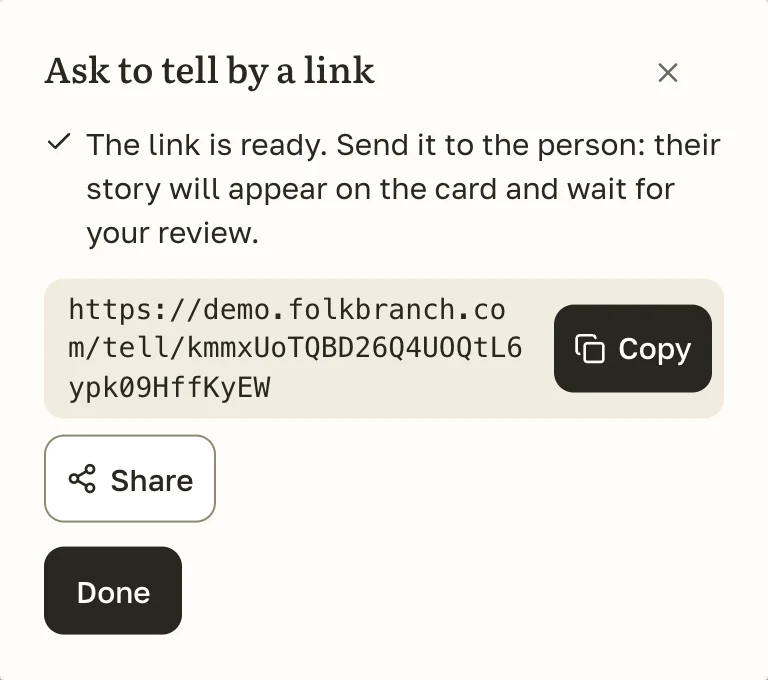 Ask to tell by a link
The link is ready. Send it to the person: their
story will appear on the card and wait for
your review.
https://demo.folkbranch.co
m/tell/kmmxUoTQBD26Q4UOQtL6
ypk09HffKyEW
Copy
Share
Done